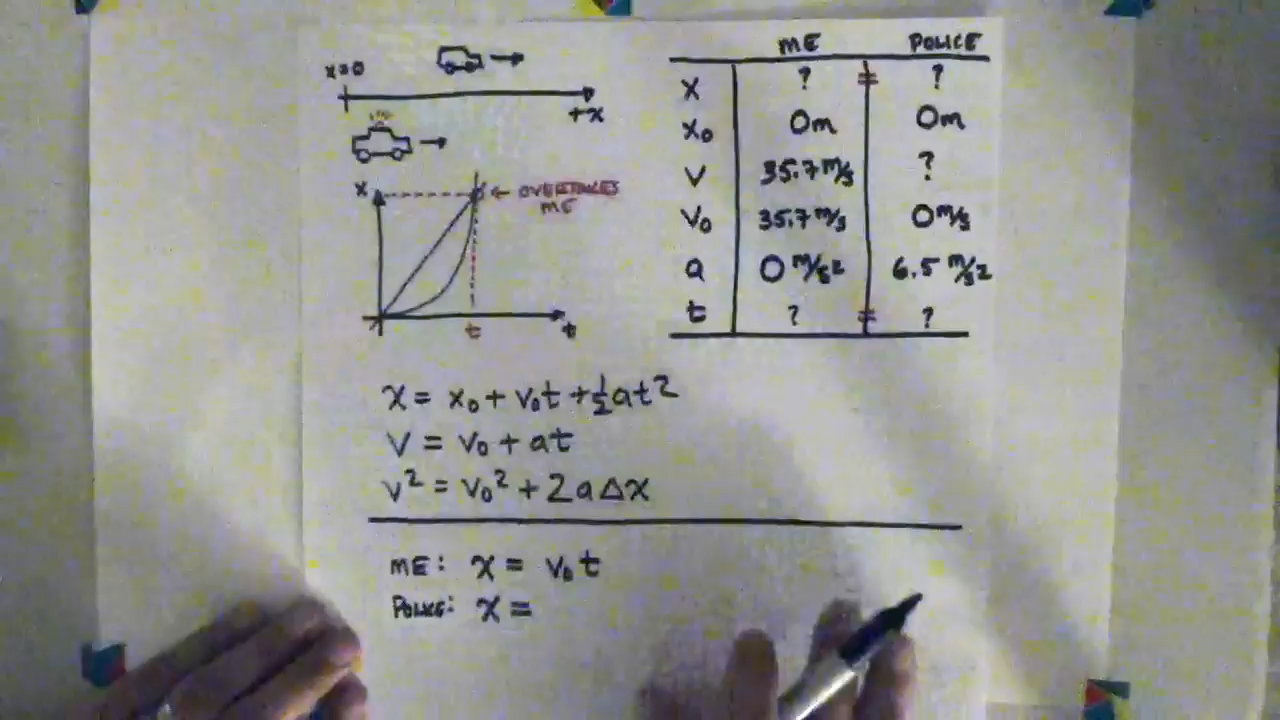 x=0
+x
x
← OVERTAKES
ME
t
t
ME POLICE
x ? = ?
x₀ 0m 0m
v 35.7 m/s ?
v₀ 35.7 m/s 0 m/s
a 0 m/s² 6.5 m/s²
t ? = ?
x = x₀ + v₀t + ½at²
v = v₀ + at
v² = v₀² + 2aΔx
ME: x = v₀t
POLICE: x =